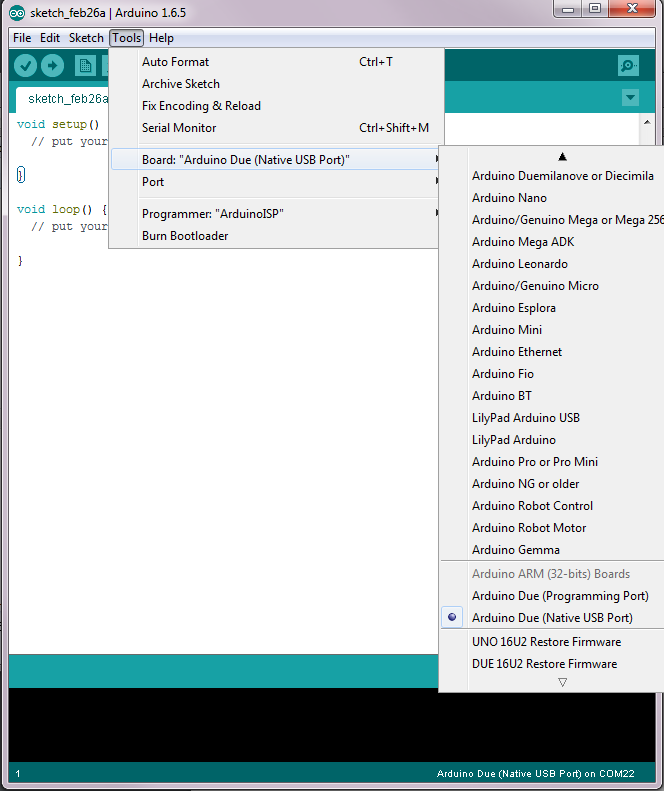 sketch_feb26a | Arduino 1.6.5
File Edit Sketch Tools Help
Auto Format Ctrl+T
Archive Sketch
Fix Encoding & Reload
Serial Monitor Ctrl+Shift+M
Board: "Arduino Due (Native USB Port)"
Port
Programmer: "ArduinoISP"
Burn Bootloader
sketch_feb26a
void setup()
// put your
}
void loop() {
// put your
}
Arduino Duemilanove or Diecimila
Arduino Nano
Arduino/Genuino Mega or Mega 256
Arduino Mega ADK
Arduino Leonardo
Arduino/Genuino Micro
Arduino Esplora
Arduino Mini
Arduino Ethernet
Arduino Fio
Arduino BT
LilyPad Arduino USB
LilyPad Arduino
Arduino Pro or Pro Mini
Arduino NG or older
Arduino Robot Control
Arduino Robot Motor
Arduino Gemma
Arduino ARM (32-bits) Boards
Arduino Due (Programming Port)
Arduino Due (Native USB Port)
UNO 16U2 Restore Firmware
DUE 16U2 Restore Firmware
1 Arduino Due (Native USB Port) on COM22